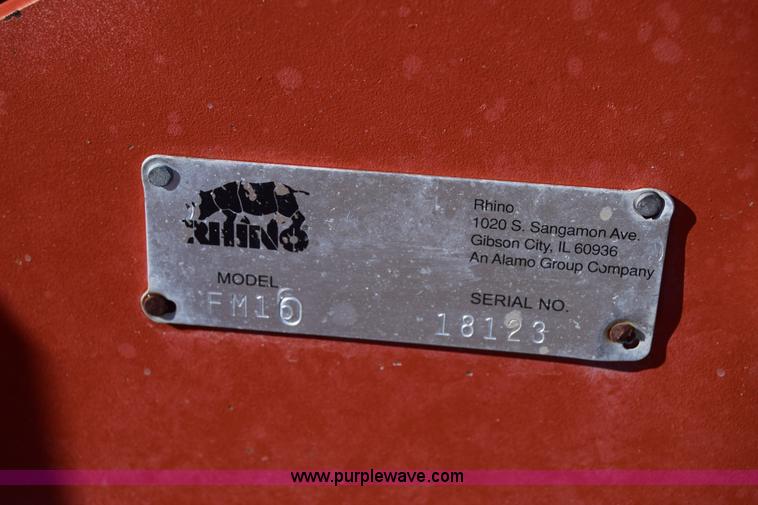 RHINO
Rhino
1020 S. Sangamon Ave.
Gibson City, IL 60936
An Alamo Group Company
MODEL
SERIAL NO.
18123
www.purplewave.com